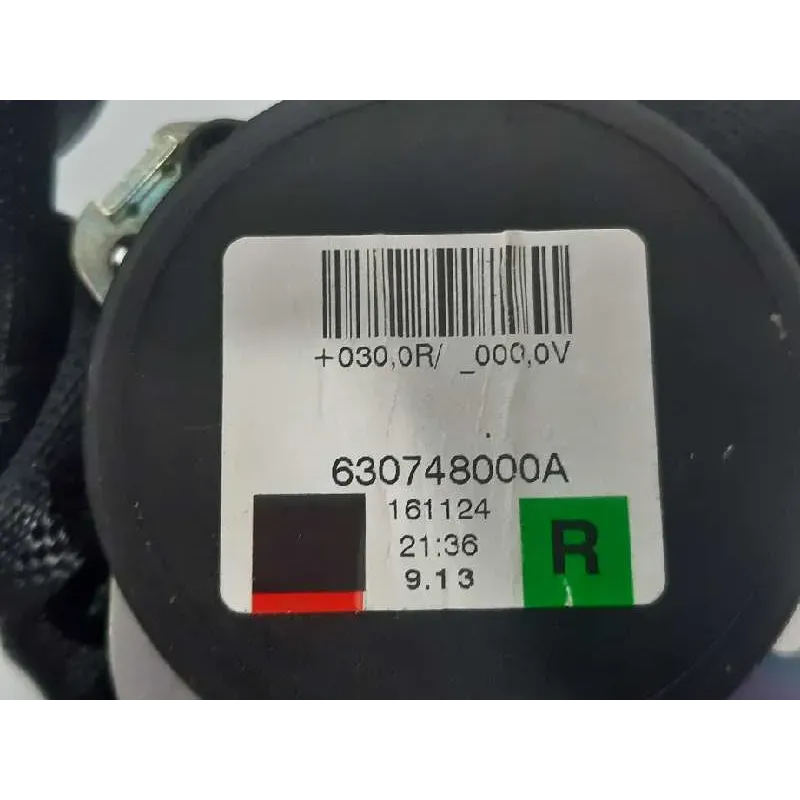 +030,0R/ _000,0V
630748000A
161124
21:36
9.13
R